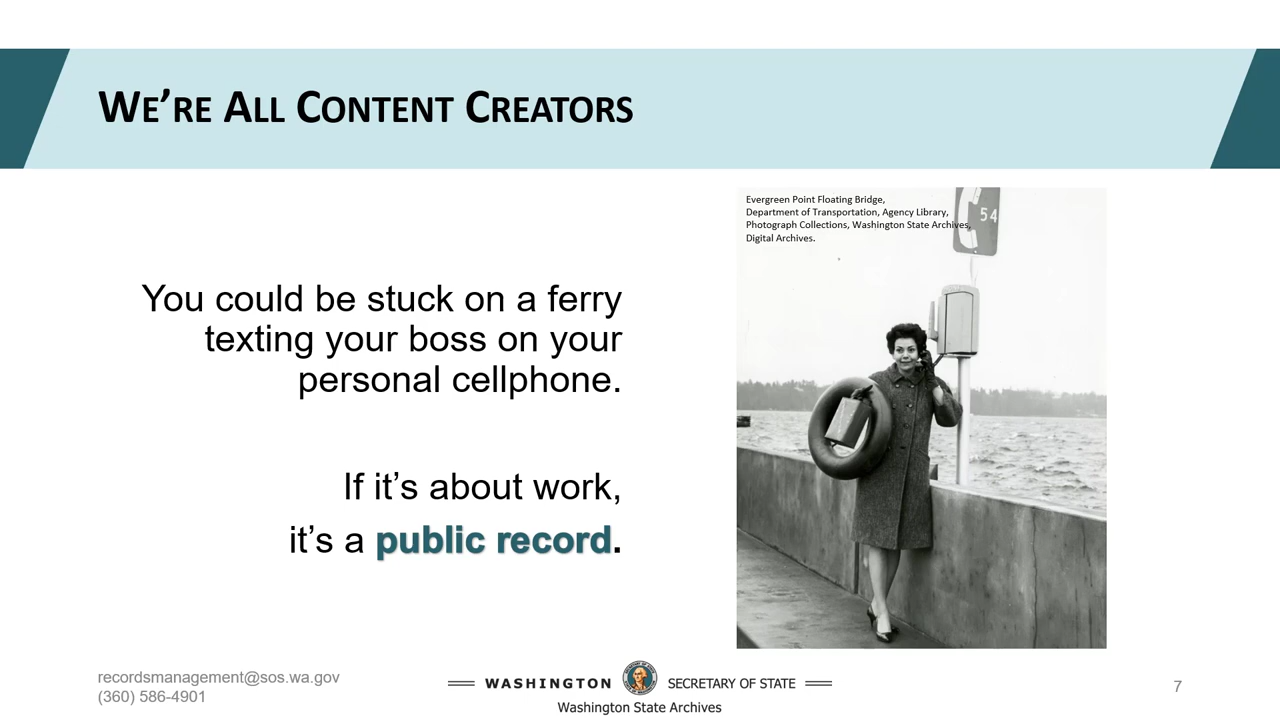 WE'RE ALL CONTENT CREATORS
You could be stuck on a ferry
texting your boss on your
personal cellphone.
If it's about work,
it's a public record.
Evergreen Point Floating Bridge,
Department of Transportation, Agency Library,
Photograph Collections, Washington State Archives,
Digital Archives.
54
recordsmanagement@sos.wa.gov
(360) 586-4901
WASHINGTON SECRETARY OF STATE
Washington State Archives
7